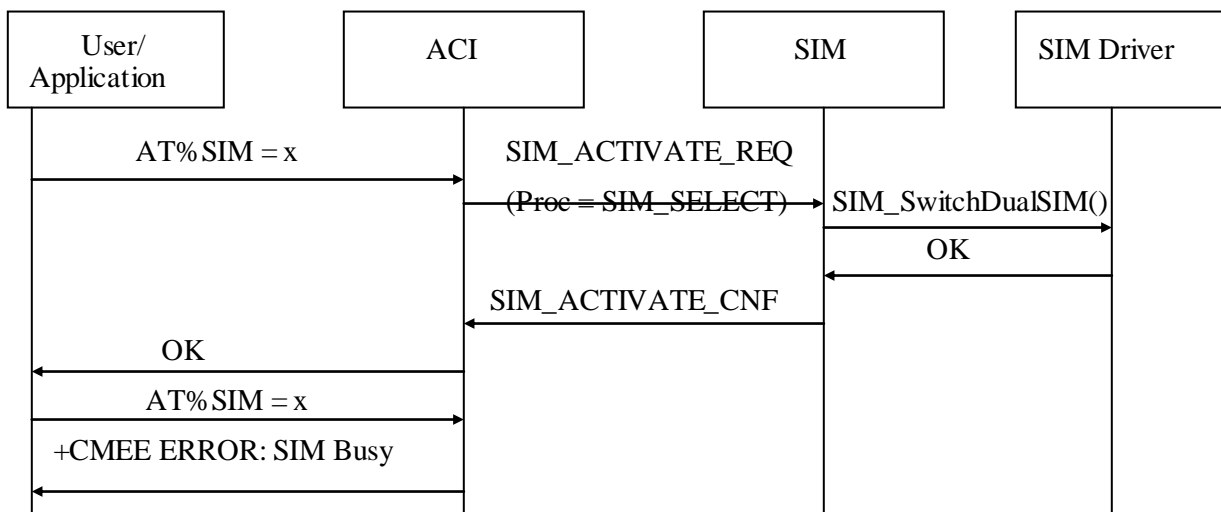 User/
Application
ACI
SIM
SIM Driver
AT%SIM = x
SIM_ACTIVATE_REQ
(Proc = SIM_SELECT)
SIM_SwitchDualSIM()
OK
SIM_ACTIVATE_CNF
OK
AT%SIM = x
+CMEE ERROR: SIM Busy